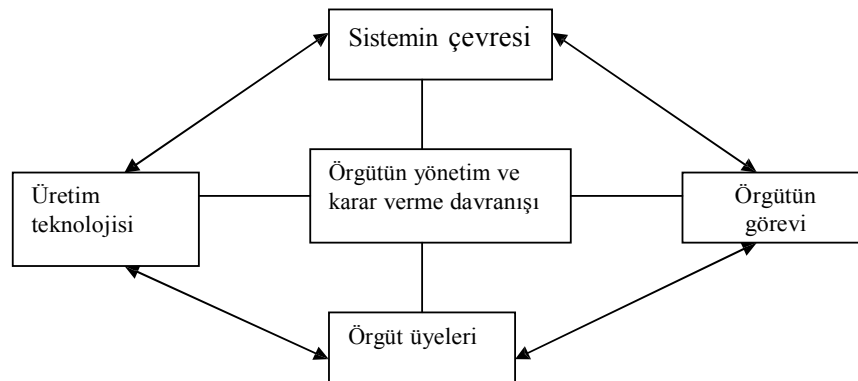 Sistemin çevresi
Üretim
teknolojisi
Örgütün yönetim ve
karar verme davranışı
Örgütün
görevi
Örgüt üyeleri